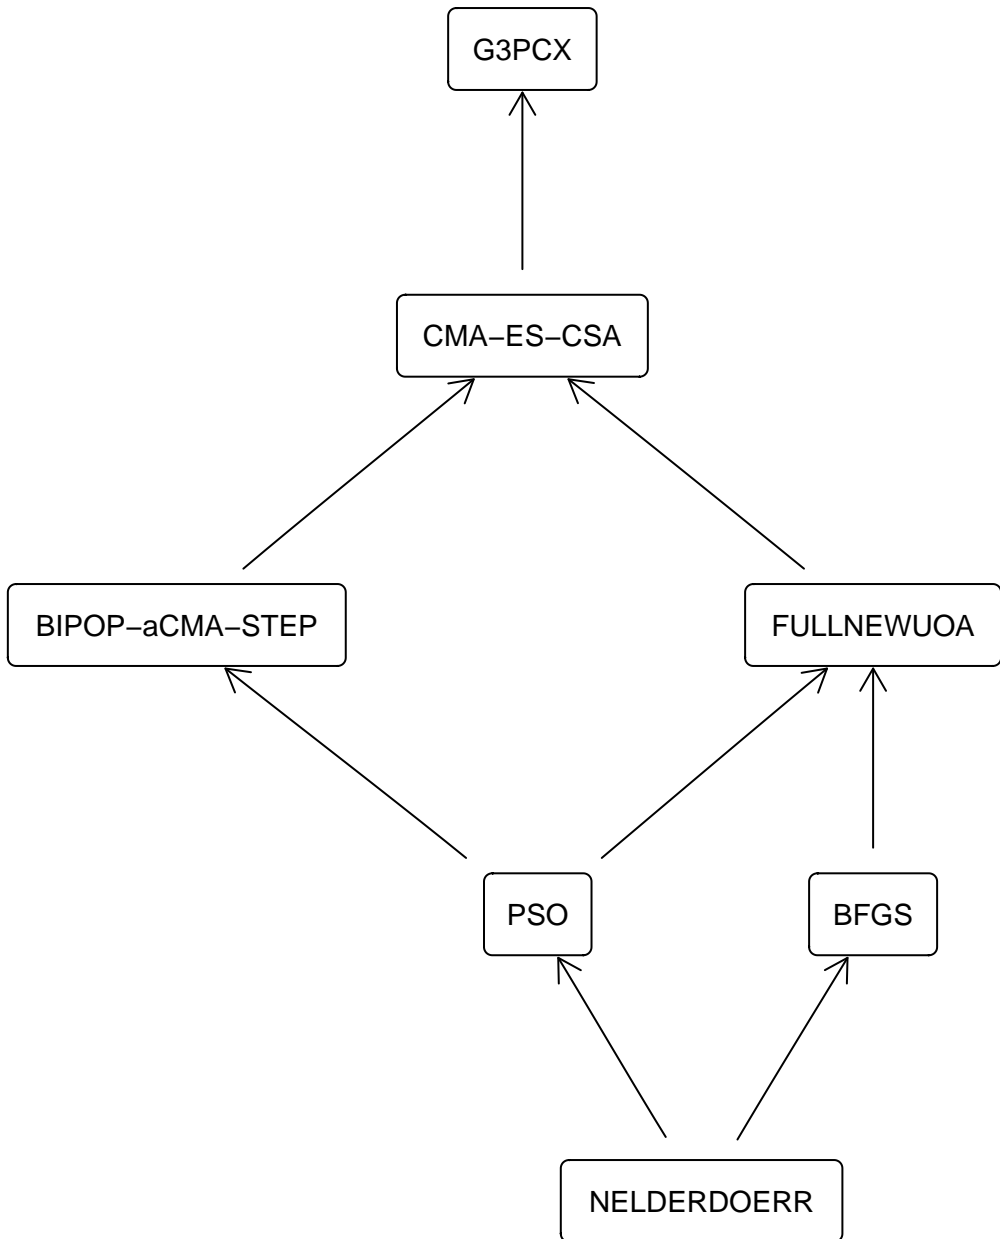 G3PCX
CMA−ES−CSA
BIPOP−aCMA−STEP
FULLNEWUOA
PSO
BFGS
NELDERDOERR